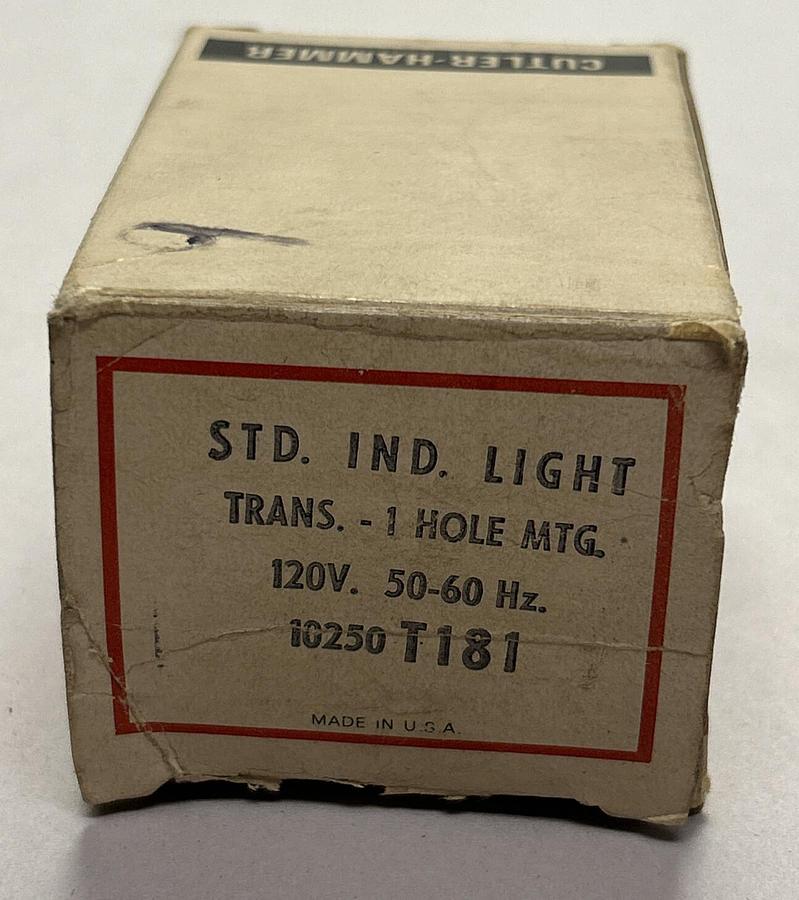 CUTLER-HAMMER
STD. IND. LIGHT
TRANS. - 1 HOLE MTG.
120V. 50-60 Hz.
10250 T181
MADE IN U.S.A.